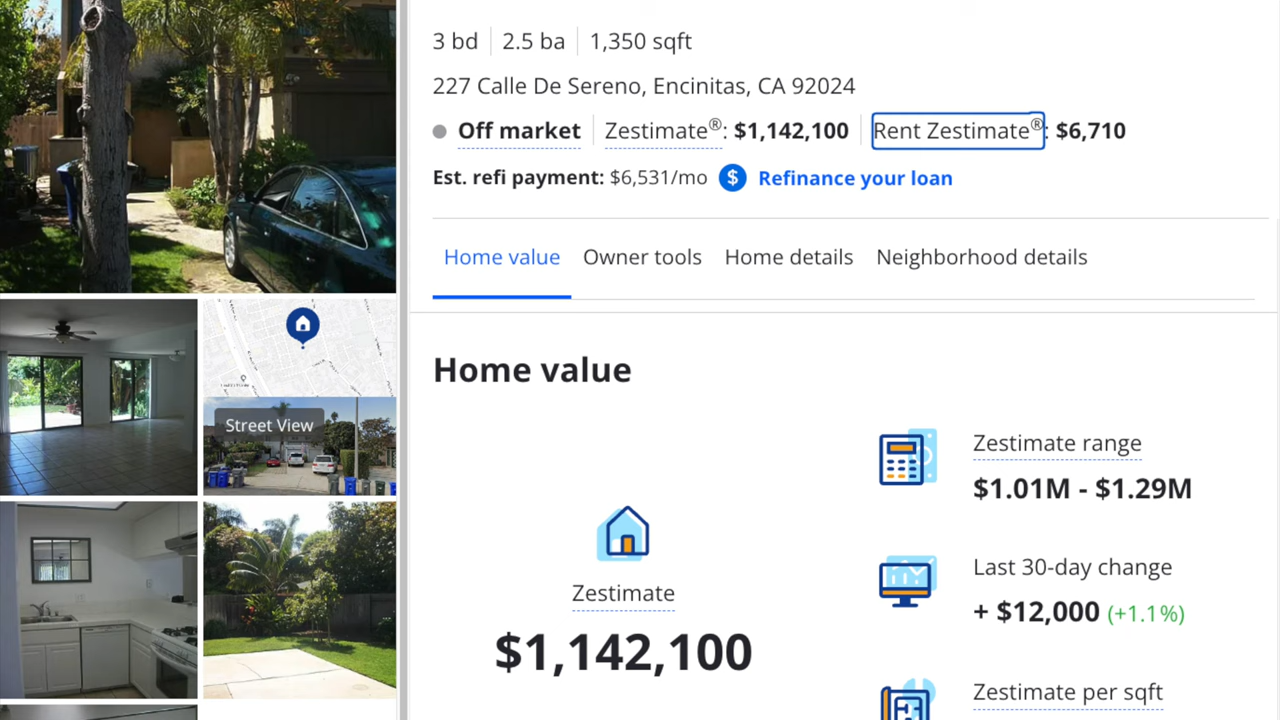 3 bd 2.5 ba 1,350 sqft
227 Calle De Sereno, Encinitas, CA 92024
Off market Zestimate®: $1,142,100 Rent Zestimate®: $6,710
Est. refi payment: $6,531/mo $ Refinance your loan
Home value Owner tools Home details Neighborhood details
Home value
Street View
Zestimate range
$1.01M - $1.29M
Last 30-day change
+ $12,000 (+1.1%)
Zestimate
$1,142,100
Zestimate per sqft